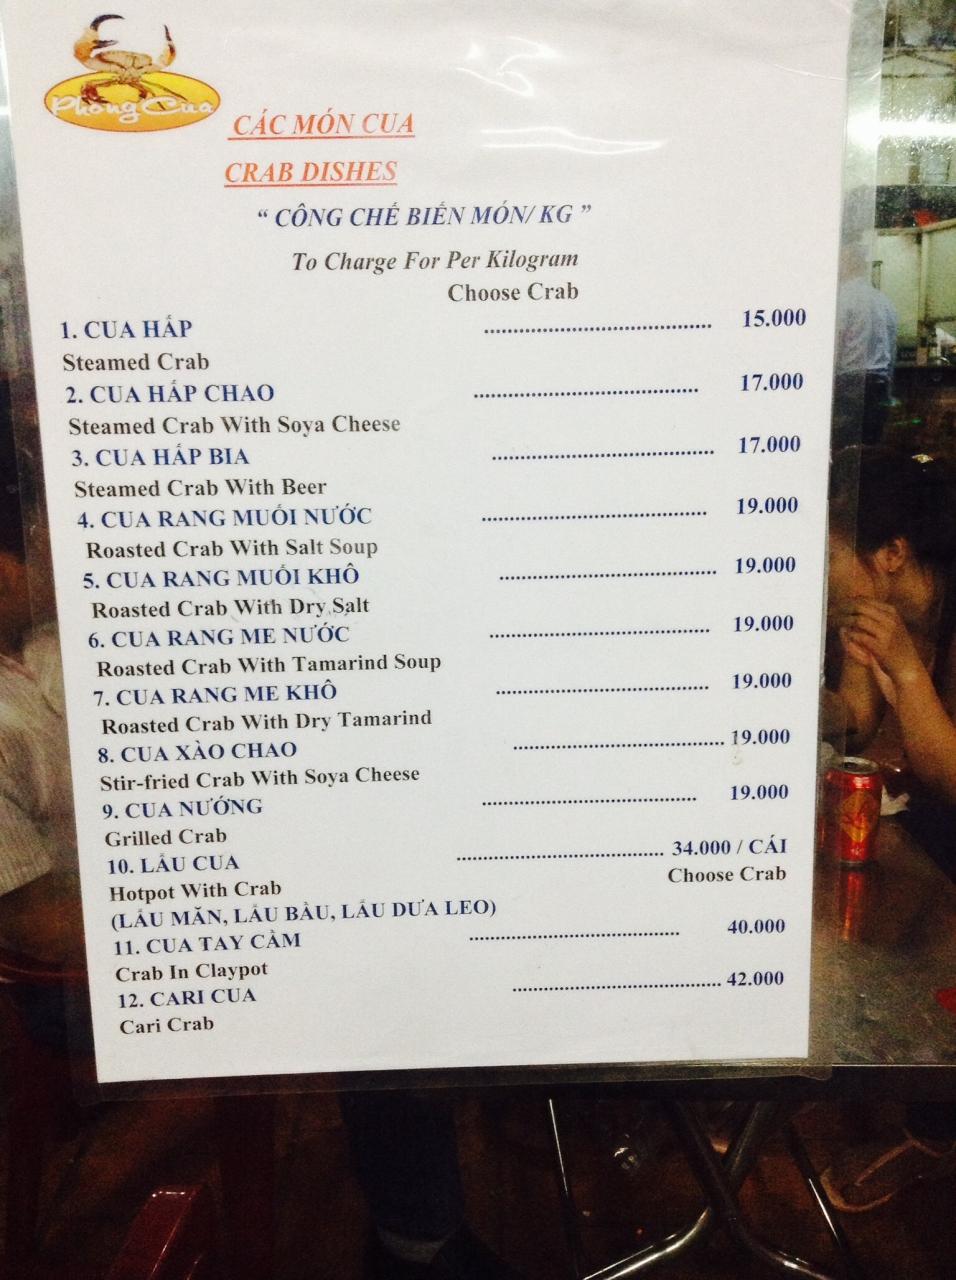 Phong Cua
CÁC MÓN CUA
CRAB DISHES
“ CÔNG CHẾ BIẾN MÓN/ KG ”
To Charge For Per Kilogram
Choose Crab
1. CUA HẤP ........................................ 15.000
Steamed Crab
2. CUA HẤP CHAO ........................................ 17.000
Steamed Crab With Soya Cheese
3. CUA HẤP BIA ........................................ 17.000
Steamed Crab With Beer
4. CUA RANG MUỐI NƯỚC ........................................ 19.000
Roasted Crab With Salt Soup
5. CUA RANG MUỐI KHÔ ........................................ 19.000
Roasted Crab With Dry Salt
6. CUA RANG ME NƯỚC ........................................ 19.000
Roasted Crab With Tamarind Soup
7. CUA RANG ME KHÔ ........................................ 19.000
Roasted Crab With Dry Tamarind
8. CUA XÀO CHAO ........................................ 19.000
Stir-fried Crab With Soya Cheese
9. CUA NƯỚNG ........................................ 19.000
Grilled Crab
10. LẨU CUA ........................................ 34.000 / CÁI
Hotpot With Crab Choose Crab
(LẨU MĂN, LẨU BẦU, LẨU DƯA LEO)
11. CUA TAY CẦM ........................................ 40.000
Crab In Claypot
12. CARI CUA ........................................ 42.000
Cari Crab